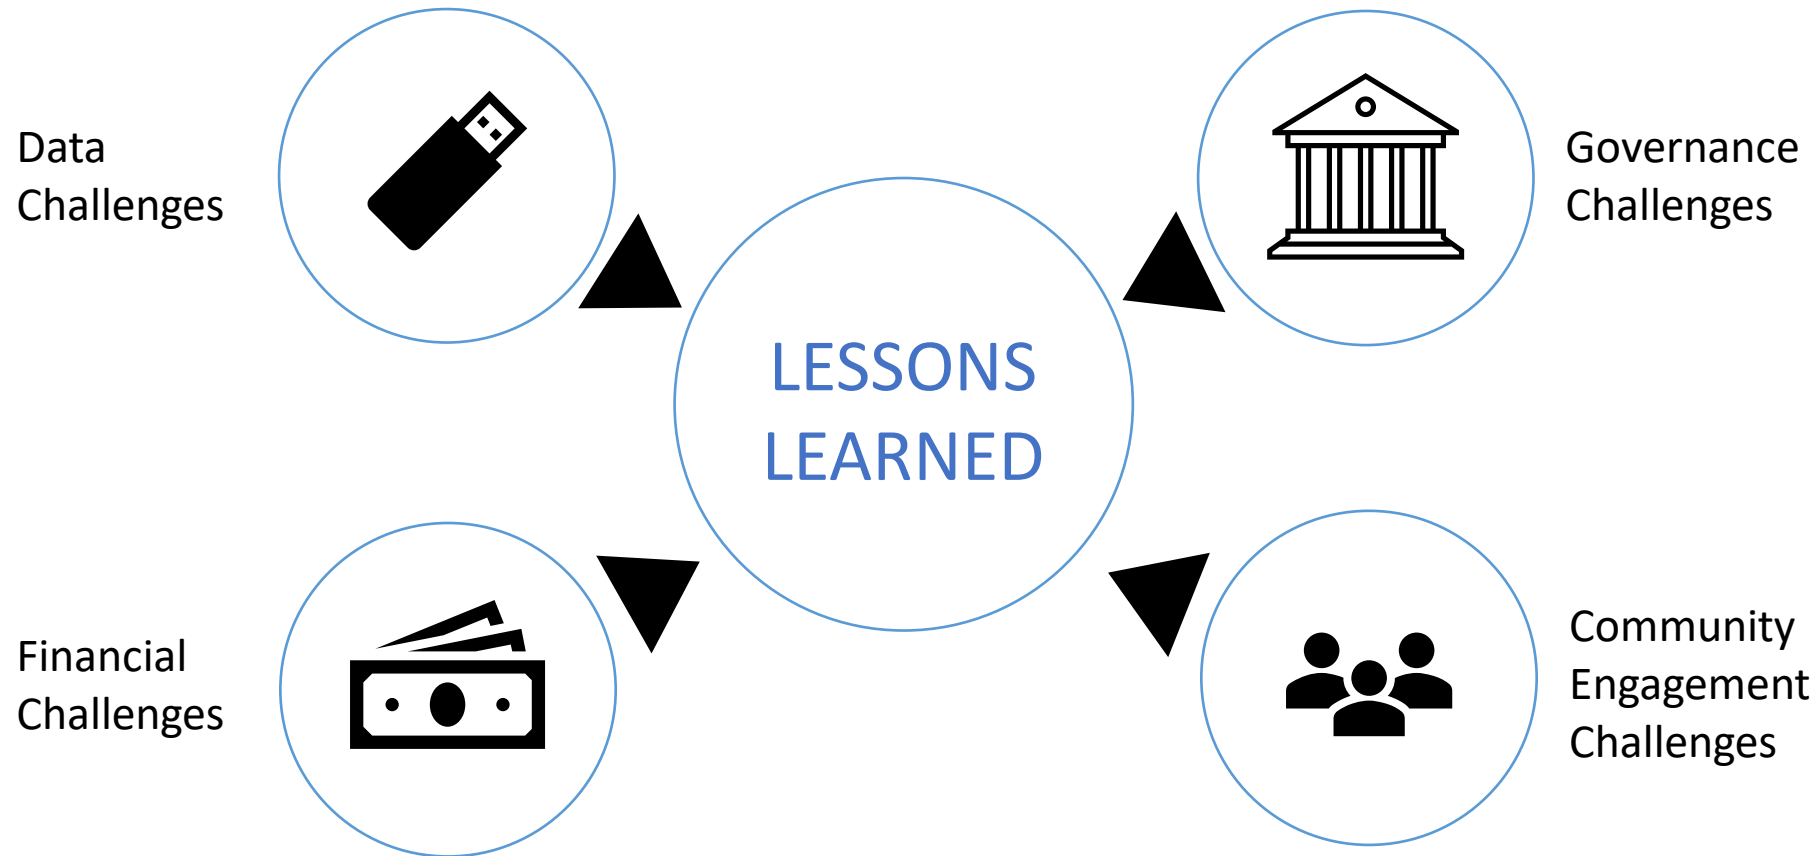 Data
Challenges
Governance
Challenges
LESSONS
LEARNED
Financial
Challenges
Community
Engagement
Challenges